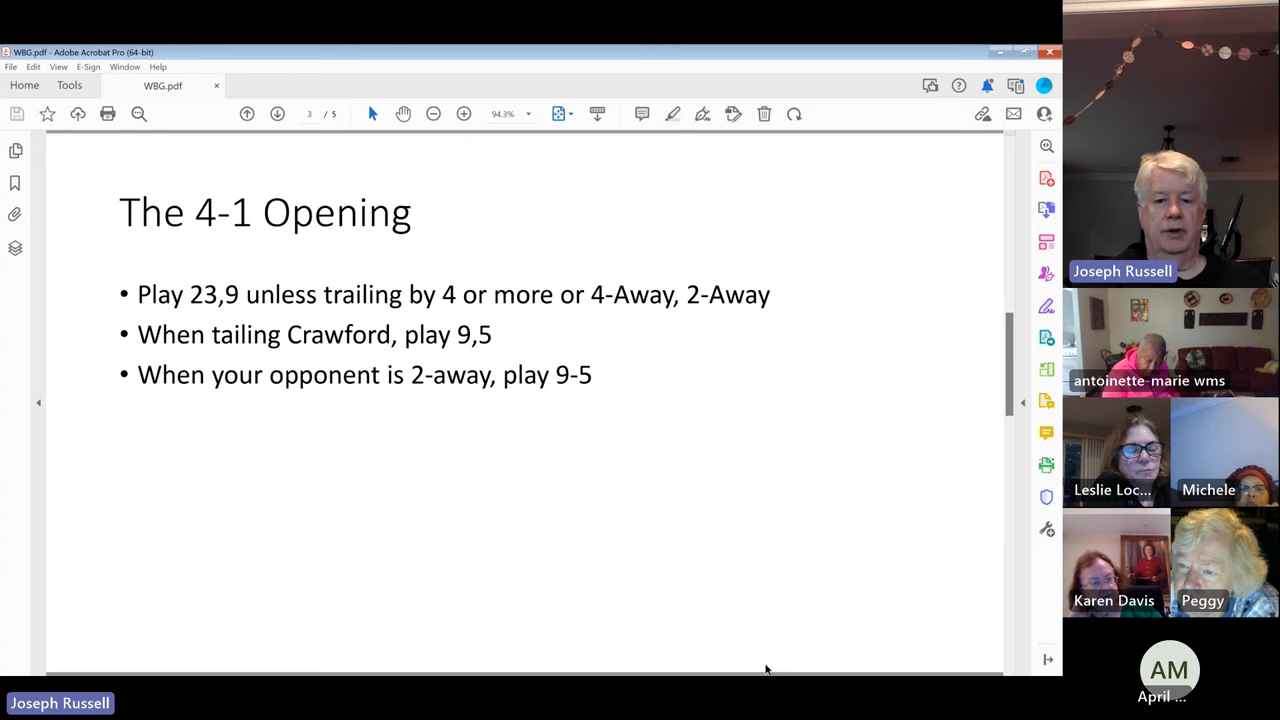 WBG.pdf - Adobe Acrobat Pro (64-bit)
File Edit View E-Sign Window Help
Home Tools WBG.pdf ×
3 / 5 94.3%
The 4-1 Opening
• Play 23,9 unless trailing by 4 or more or 4-Away, 2-Away
• When tailing Crawford, play 9,5
• When your opponent is 2-away, play 9-5
Joseph Russell
antoinette-marie wms
Leslie Loc...
Michele
Karen Davis
Peggy
AM
April ...
Joseph Russell